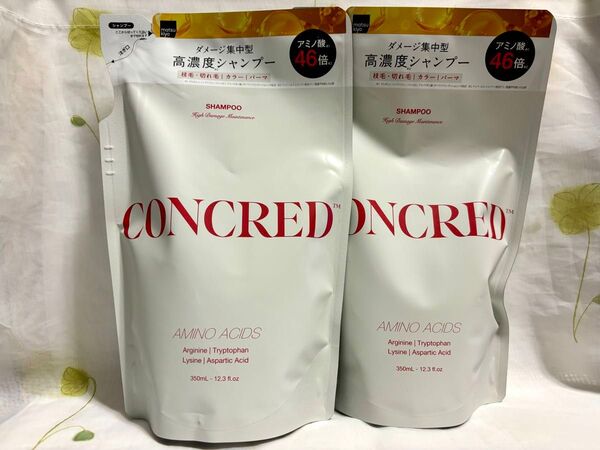 シャンプー
matsu
kiyo
ダメージ集中型
高濃度シャンプー
枝毛・切れ毛|カラー|パーマ
アミノ酸
46倍
SHAMPOO
High Damage Maintenance
CONCRED™
AMINO ACIDS
Arginine | Tryptophan
Lysine | Aspartic Acid
350mL - 12.3 fl.oz
matsu
kiyo
ダメージ集中型
高濃度シャンプー
枝毛・切れ毛|カラー|パーマ
アミノ酸
46倍
SHAMPOO
High Damage Maintenance
ONCRED™
AMINO ACIDS
Arginine | Tryptophan
Lysine | Aspartic Acid
350mL - 12.3 fl.oz